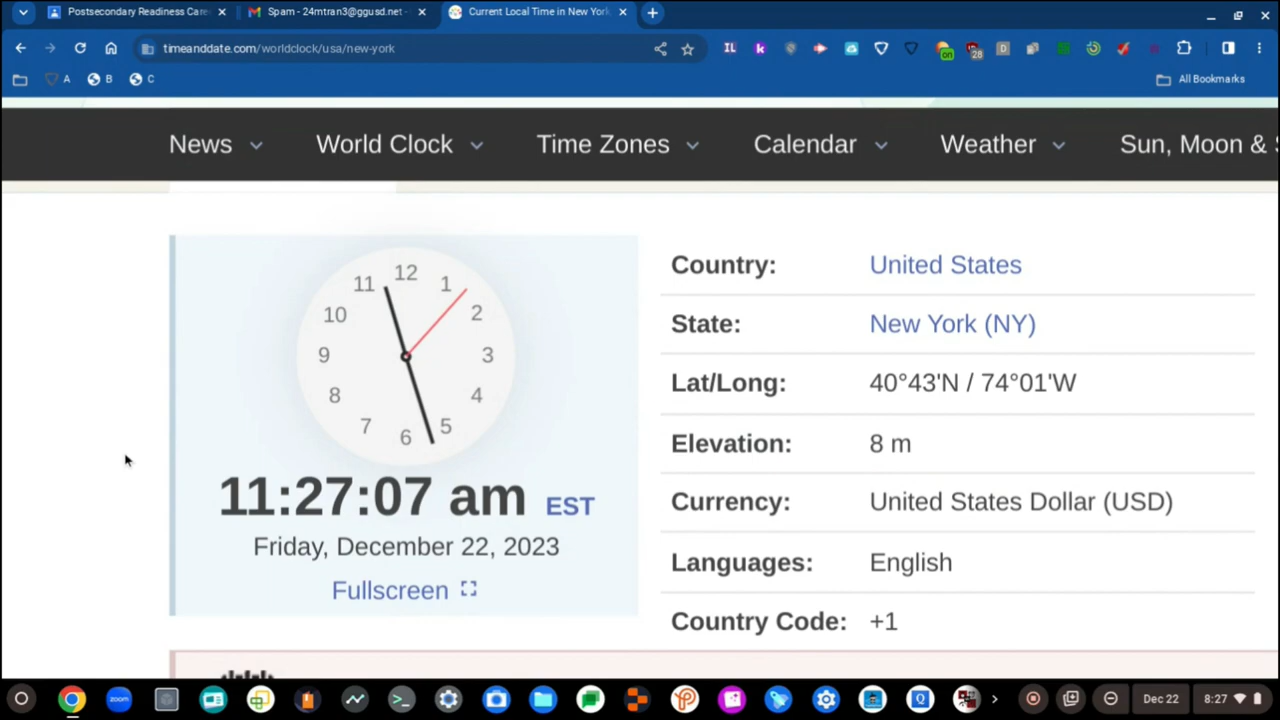 Postsecondary Readiness Care
Spam - 24mtran3@ggusd.net -
Current Local Time in New York
timeanddate.com/worldclock/usa/new-york
IL
k
on
28
D
A
B
C
All Bookmarks
News
World Clock
Time Zones
Calendar
Weather
Sun, Moon &
12
11
1
10
2
9
3
8
4
7
5
6
11:27:07 am EST
Friday, December 22, 2023
Fullscreen
Country: United States
State: New York (NY)
Lat/Long: 40°43'N / 74°01'W
Elevation: 8 m
Currency: United States Dollar (USD)
Languages: English
Country Code: +1
zoom
Q
Dec 22
8:27